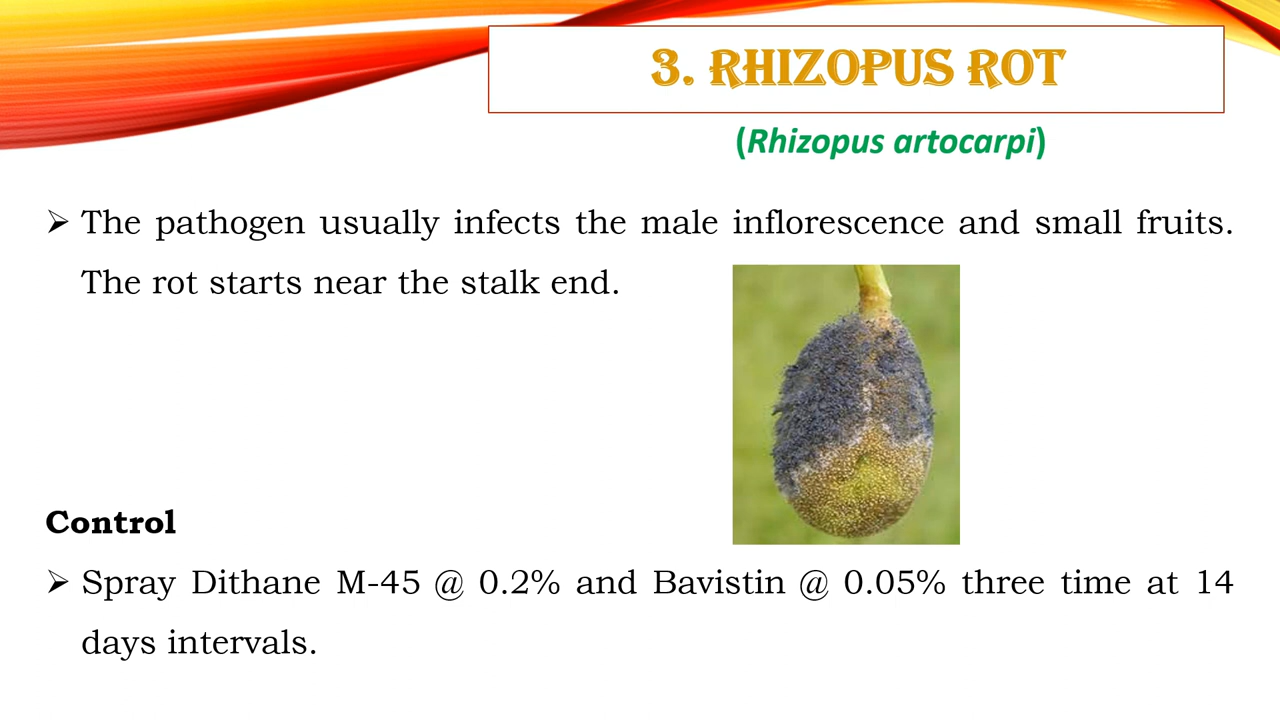 3. RHIZOPUS ROT
(Rhizopus artocarpi)
➢ The pathogen usually infects the male inflorescence and small fruits.
The rot starts near the stalk end.
Control
➢ Spray Dithane M-45 @ 0.2% and Bavistin @ 0.05% three time at 14
days intervals.